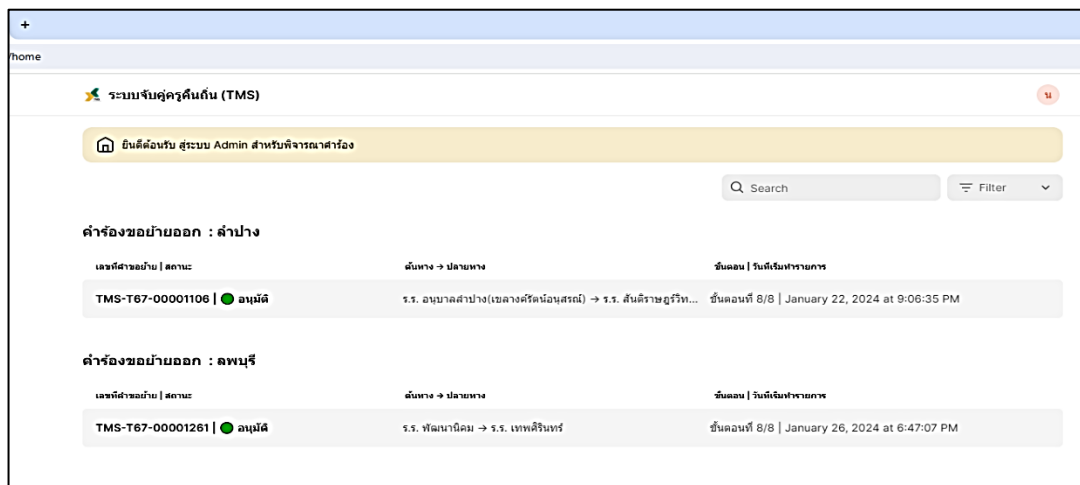 +
/home
ระบบจับคู่ครูคืนถิ่น (TMS)
น
ยินดีต้อนรับ สู่ระบบ Admin สำหรับพิจารณาคำร้อง
Search
Filter
คำร้องขอย้ายออก : ลำปาง
เลขที่คำขอย้าย | สถานะ ต้นทาง → ปลายทาง ขั้นตอน | วันที่เริ่มทำรายการ
TMS-T67-00001106 | อนุมัติ ร.ร. อนุบาลลำปาง(เขลางค์รัตน์อนุสรณ์) → ร.ร. สันติราษฎร์วิท... ขั้นตอนที่ 8/8 | January 22, 2024 at 9:06:35 PM
คำร้องขอย้ายออก : ลพบุรี
เลขที่คำขอย้าย | สถานะ ต้นทาง → ปลายทาง ขั้นตอน | วันที่เริ่มทำรายการ
TMS-T67-00001261 | อนุมัติ ร.ร. พัฒนานิคม → ร.ร. เทพศิรินทร์ ขั้นตอนที่ 8/8 | January 26, 2024 at 6:47:07 PM